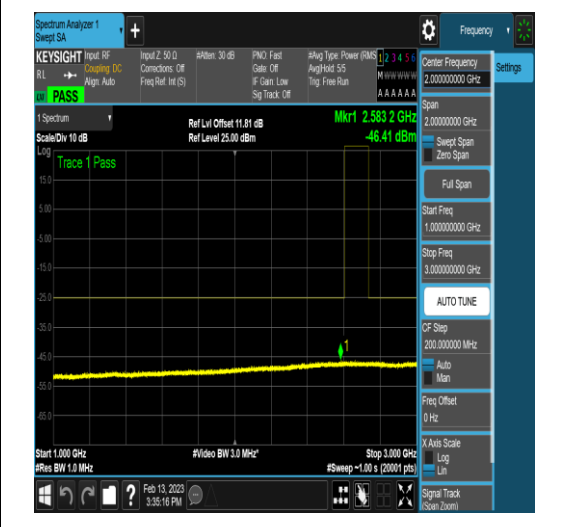 Spectrum Analyzer 1
Swept SA
+
Frequency
KEYSIGHT
RL
PASS
Input: RF
Coupling: DC
Align: Auto
Input Z: 50 Ω
Corrections: Off
Freq Ref: Int (S)
#Atten: 30 dB
PNO: Fast
Gate: Off
IF Gain: Low
Sig Track: Off
#Avg Type: Power (RMS
Avg|Hold: 5/5
Trig: Free Run
1 2 3 4 5 6
M w w w w w
A A A A A A
1 Spectrum
Scale/Div 10 dB
Ref Lvl Offset 11.81 dB
Ref Level 25.00 dBm
Mkr1 2.583 2 GHz
-46.41 dBm
Log
Trace 1 Pass
15.0
5.00
-5.00
-15.0
-25.0
-35.0
-45.0
-55.0
-65.0
1
Start 1.000 GHz
#Res BW 1.0 MHz
#Video BW 3.0 MHz*
Stop 3.000 GHz
#Sweep ~1.00 s (20001 pts)
Feb 13, 2023
3:35:16 PM
?
Center Frequency
2.000000000 GHz
Span
2.00000000 GHz
Swept Span
Zero Span
Full Span
Start Freq
1.000000000 GHz
Stop Freq
3.000000000 GHz
AUTO TUNE
CF Step
200.000000 MHz
Auto
Man
Freq Offset
0 Hz
X Axis Scale
Log
Lin
Signal Track
(Span Zoom)
Settings